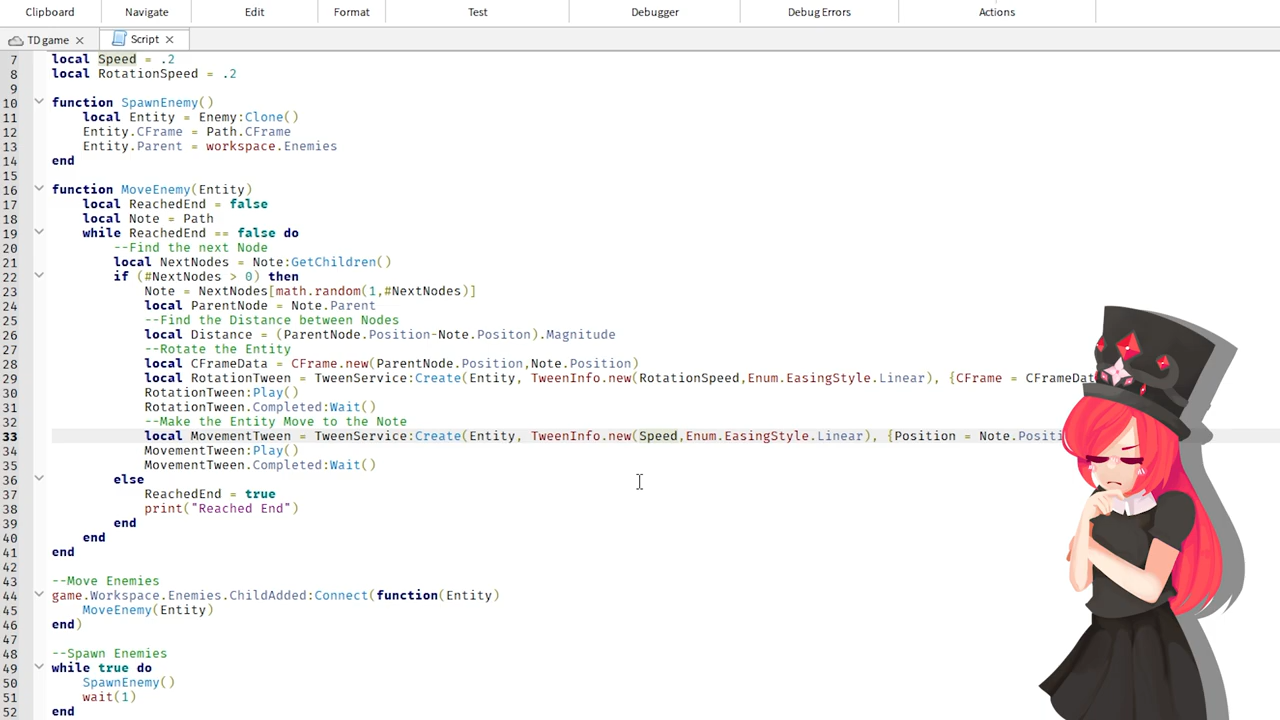 Clipboard Navigate Edit Format Test Debugger Debug Errors Actions
TD game Script
7 local Speed = .2
8 local RotationSpeed = .2
9
10 function SpawnEnemy()
11 local Entity = Enemy:Clone()
12 Entity.CFrame = Path.CFrame
13 Entity.Parent = workspace.Enemies
14 end
15
16 function MoveEnemy(Entity)
17 local ReachedEnd = false
18 local Note = Path
19 while ReachedEnd == false do
20 --Find the next Node
21 local NextNodes = Note:GetChildren()
22 if (#NextNodes > 0) then
23 Note = NextNodes[math.random(1,#NextNodes)]
24 local ParentNode = Note.Parent
25 --Find the Distance between Nodes
26 local Distance = (ParentNode.Position-Note.Positon).Magnitude
27 --Rotate the Entity
28 local CFrameData = CFrame.new(ParentNode.Position,Note.Position)
29 local RotationTween = TweenService:Create(Entity, TweenInfo.new(RotationSpeed,Enum.EasingStyle.Linear), {CFrame = CFrameDat
30 RotationTween:Play()
31 RotationTween.Completed:Wait()
32 --Make the Entity Move to the Note
33 local MovementTween = TweenService:Create(Entity, TweenInfo.new(Speed,Enum.EasingStyle.Linear), {Position = Note.Positi
34 MovementTween:Play()
35 MovementTween.Completed:Wait()
36 else
37 ReachedEnd = true
38 print("Reached End")
39 end
40 end
41 end
42
43 --Move Enemies
44 game.Workspace.Enemies.ChildAdded:Connect(function(Entity)
45 MoveEnemy(Entity)
46 end)
47
48 --Spawn Enemies
49 while true do
50 SpawnEnemy()
51 wait(1)
52 end